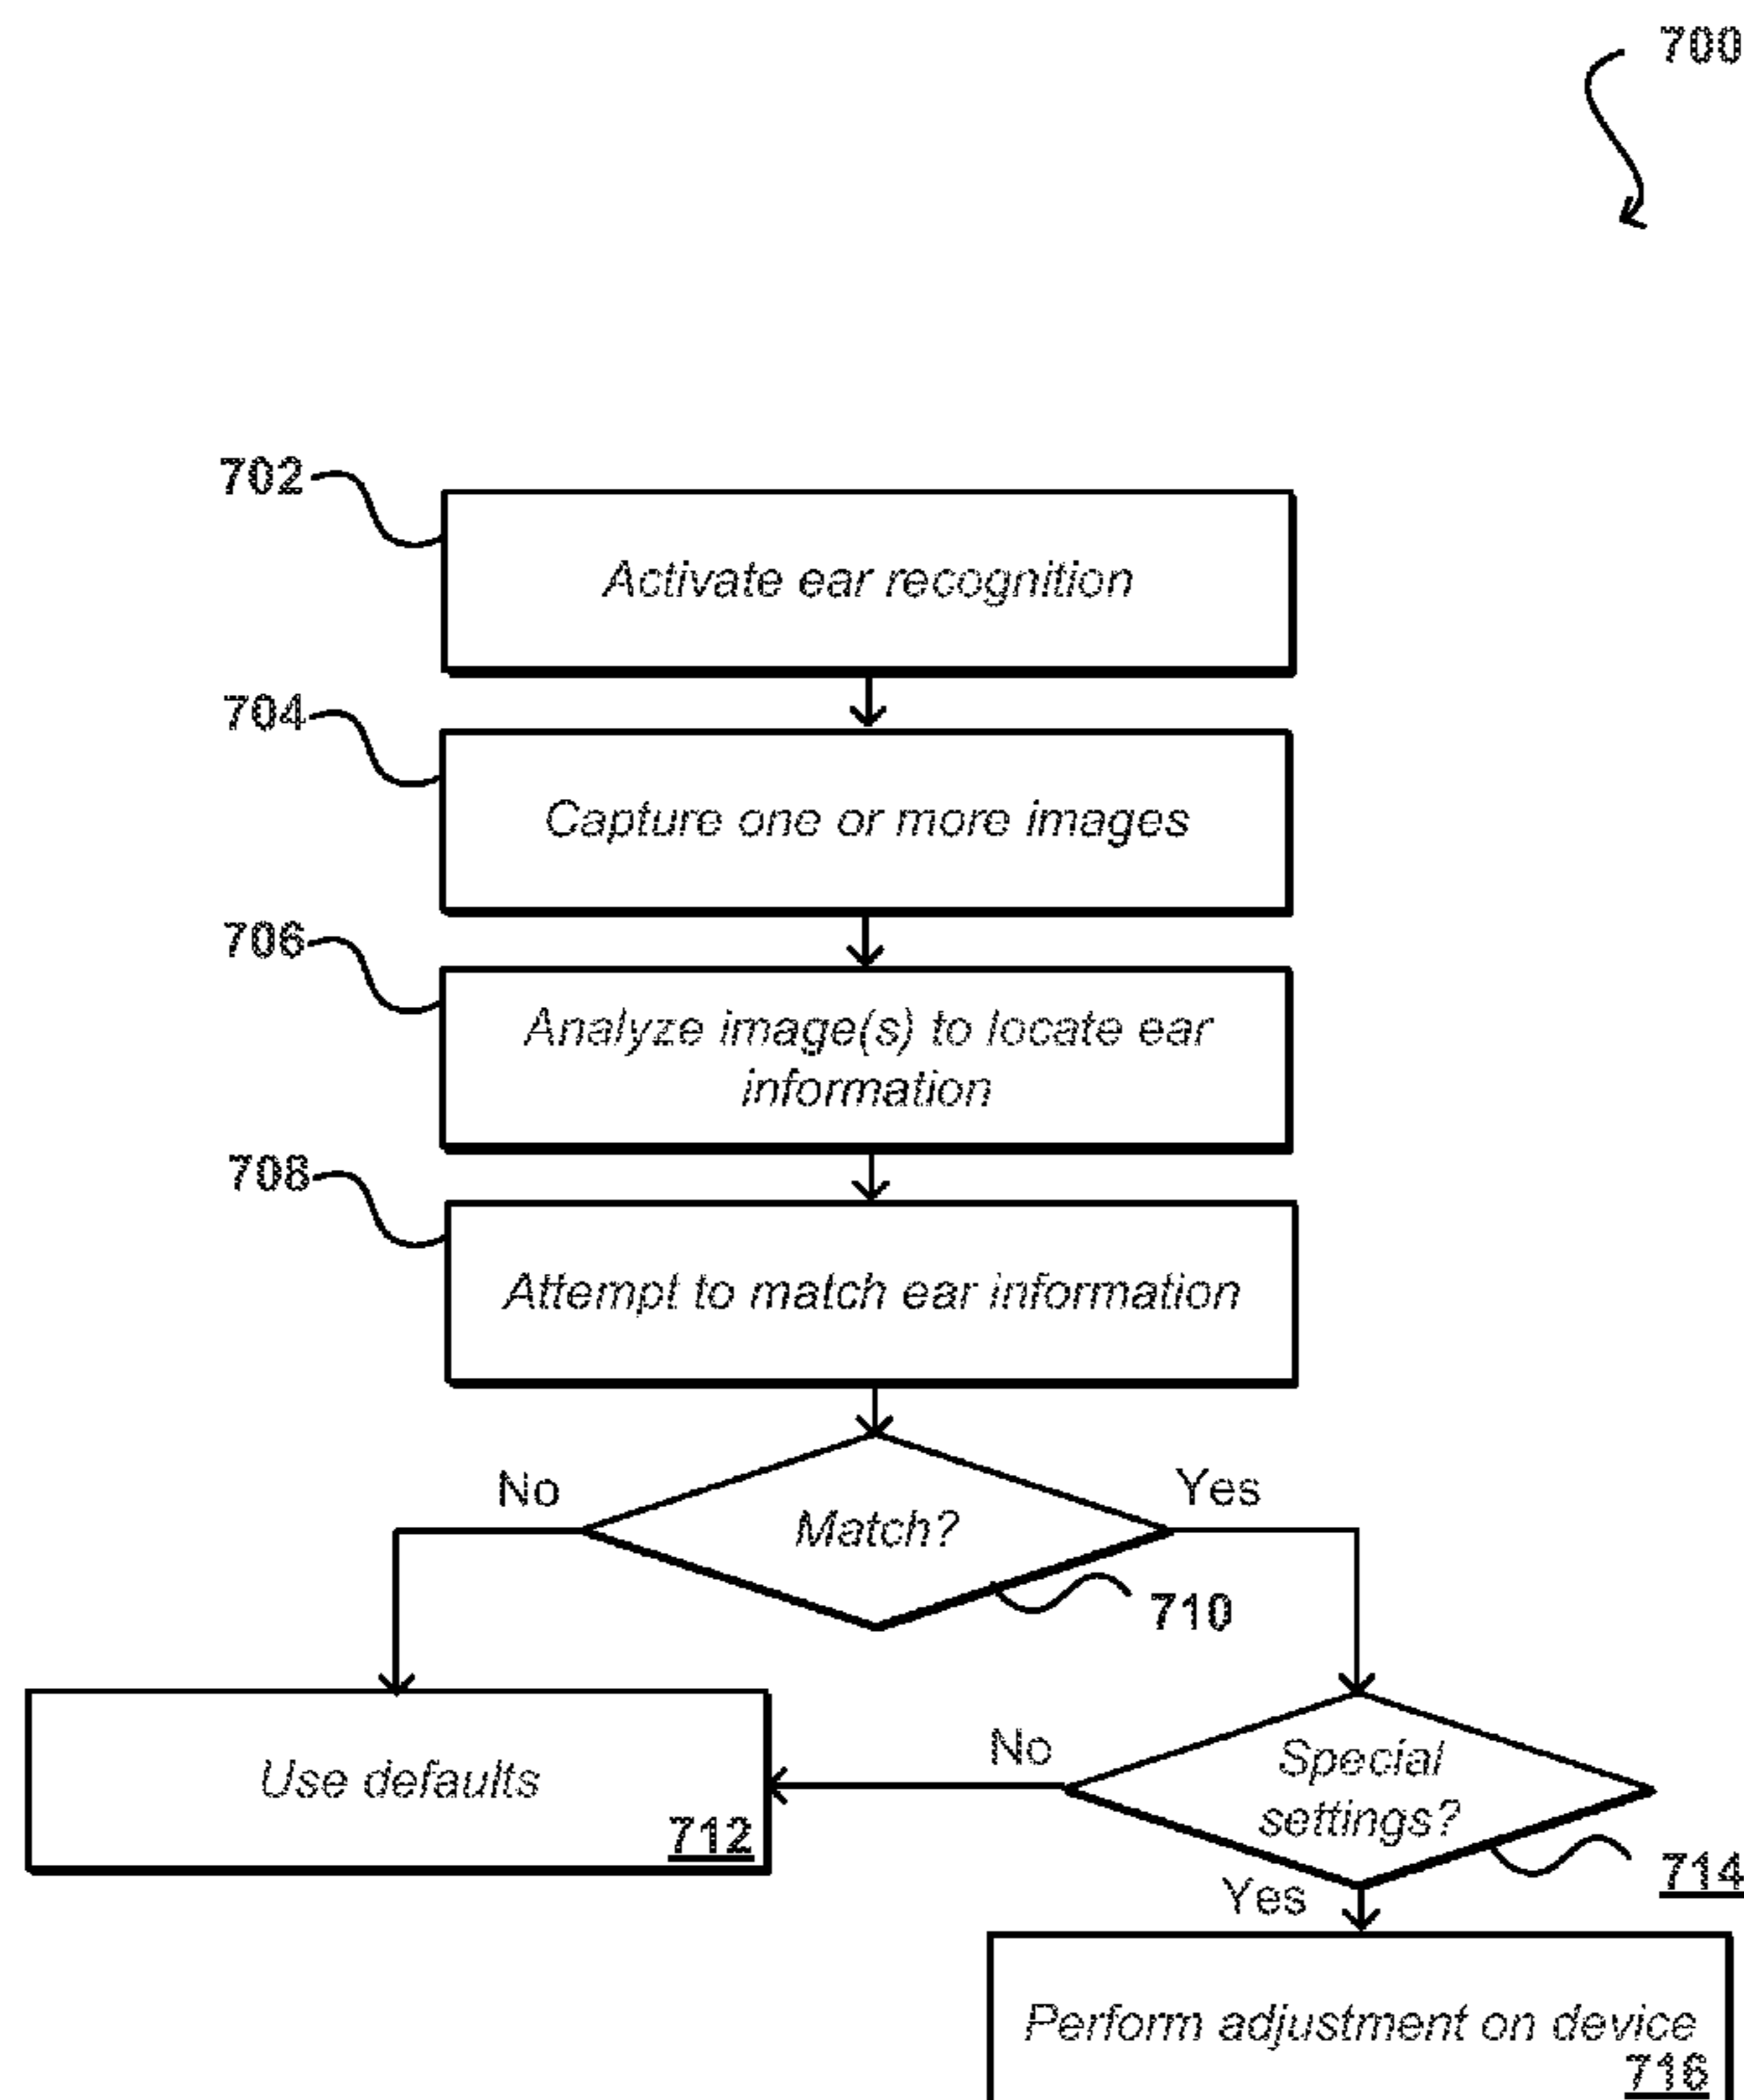 700
702
Activate ear recognition
704
Capture one or more images
706
Analyze image(s) to locate ear
information
708
Attempt to match ear information
No
Yes
Match?
710
No
Special
settings?
Use defaults
712
714
Yes
Perform adjustment on device
716